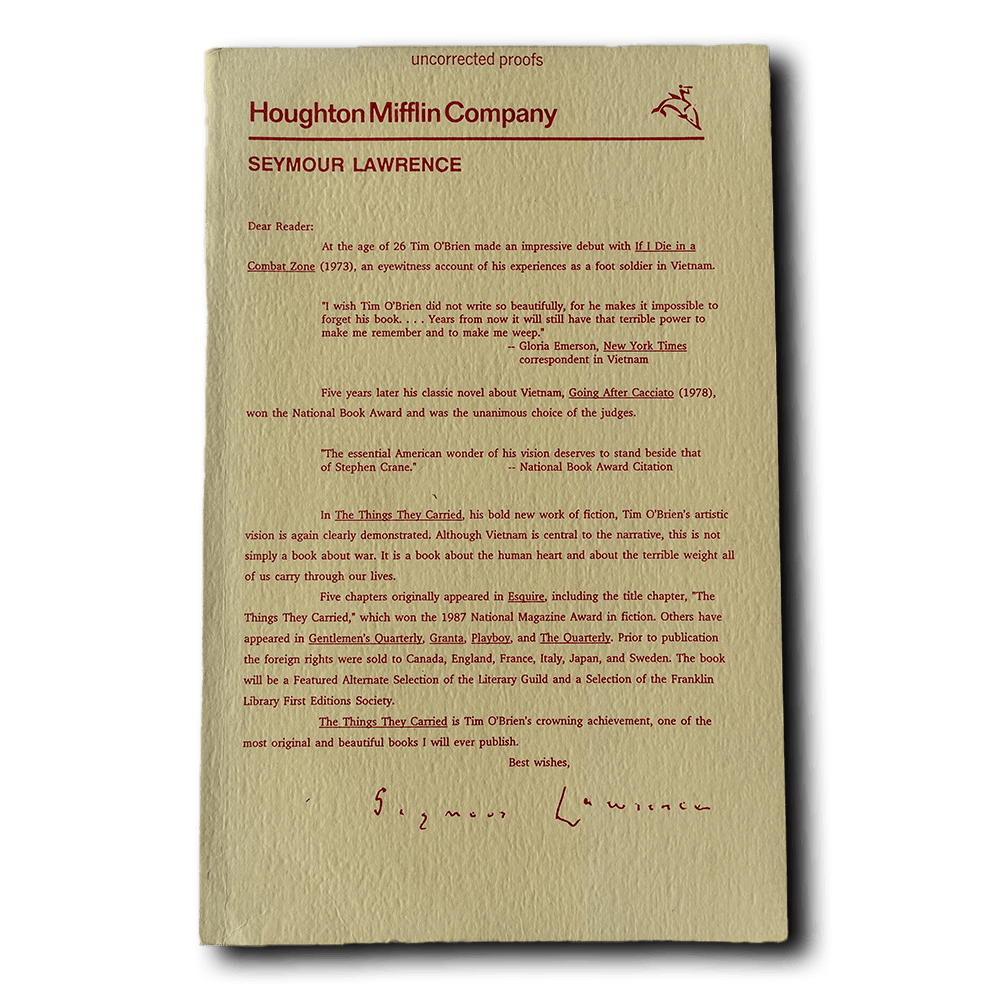 uncorrected proofs
Houghton Mifflin Company
SEYMOUR LAWRENCE
Dear Reader:
At the age of 26 Tim O'Brien made an impressive debut with If I Die in a
Combat Zone (1973), an eyewitness account of his experiences as a foot soldier in Vietnam.
"I wish Tim O'Brien did not write so beautifully, for he makes it impossible to
forget his book. . . . Years from now it will still have that terrible power to
make me remember and to make me weep."
-- Gloria Emerson, New York Times
correspondent in Vietnam
Five years later his classic novel about Vietnam, Going After Cacciato (1978),
won the National Book Award and was the unanimous choice of the judges.
"The essential American wonder of his vision deserves to stand beside that
of Stephen Crane." -- National Book Award Citation
In The Things They Carried, his bold new work of fiction, Tim O'Brien's artistic
vision is again clearly demonstrated. Although Vietnam is central to the narrative, this is not
simply a book about war. It is a book about the human heart and about the terrible weight all
of us carry through our lives.
Five chapters originally appeared in Esquire, including the title chapter, "The
Things They Carried," which won the 1987 National Magazine Award in fiction. Others have
appeared in Gentlemen's Quarterly, Granta, Playboy, and The Quarterly. Prior to publication
the foreign rights were sold to Canada, England, France, Italy, Japan, and Sweden. The book
will be a Featured Alternate Selection of the Literary Guild and a Selection of the Franklin
Library First Editions Society.
The Things They Carried is Tim O'Brien's crowning achievement, one of the
most original and beautiful books I will ever publish.
Best wishes,
Seymour Lawrence